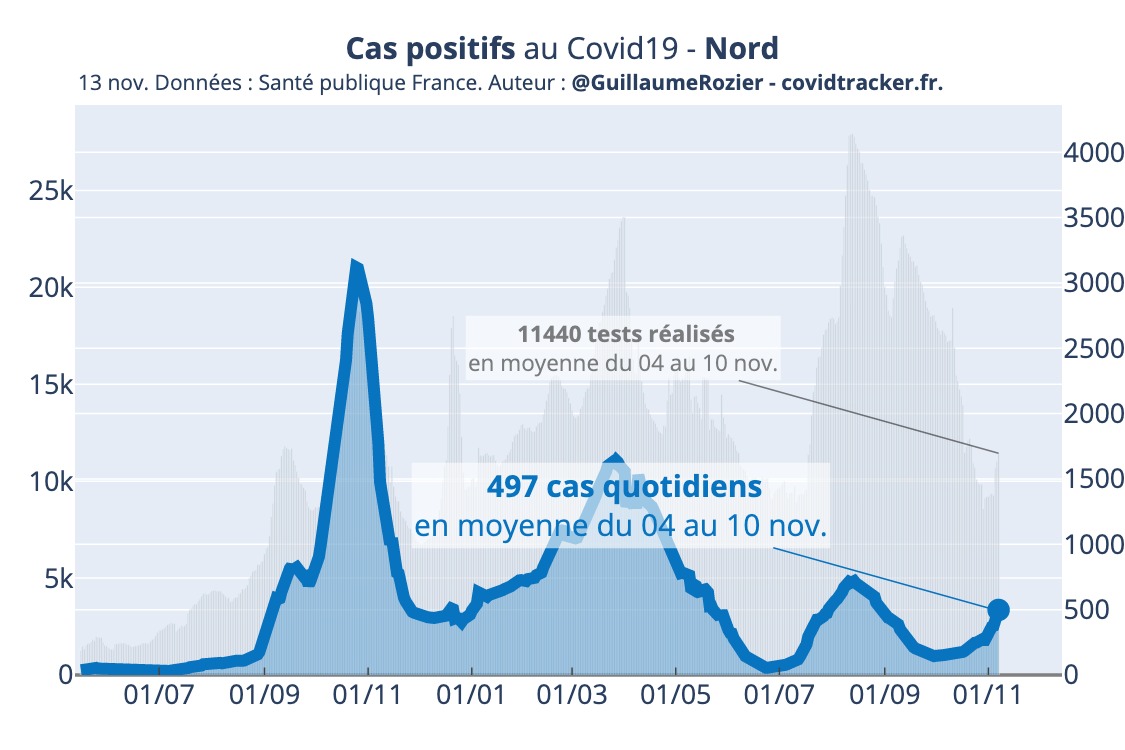 Cas positifs au Covid19 - Nord
13 nov. Données : Santé publique France. Auteur : @GuillaumeRozier - covidtracker.fr.
25k
20k
15k
10k
5k
0
4000
3500
3000
2500
2000
1500
1000
500
0
11440 tests réalisés
en moyenne du 04 au 10 nov.
497 cas quotidiens
en moyenne du 04 au 10 nov.
01/07 01/09 01/11 01/01 01/03 01/05 01/07 01/09 01/11